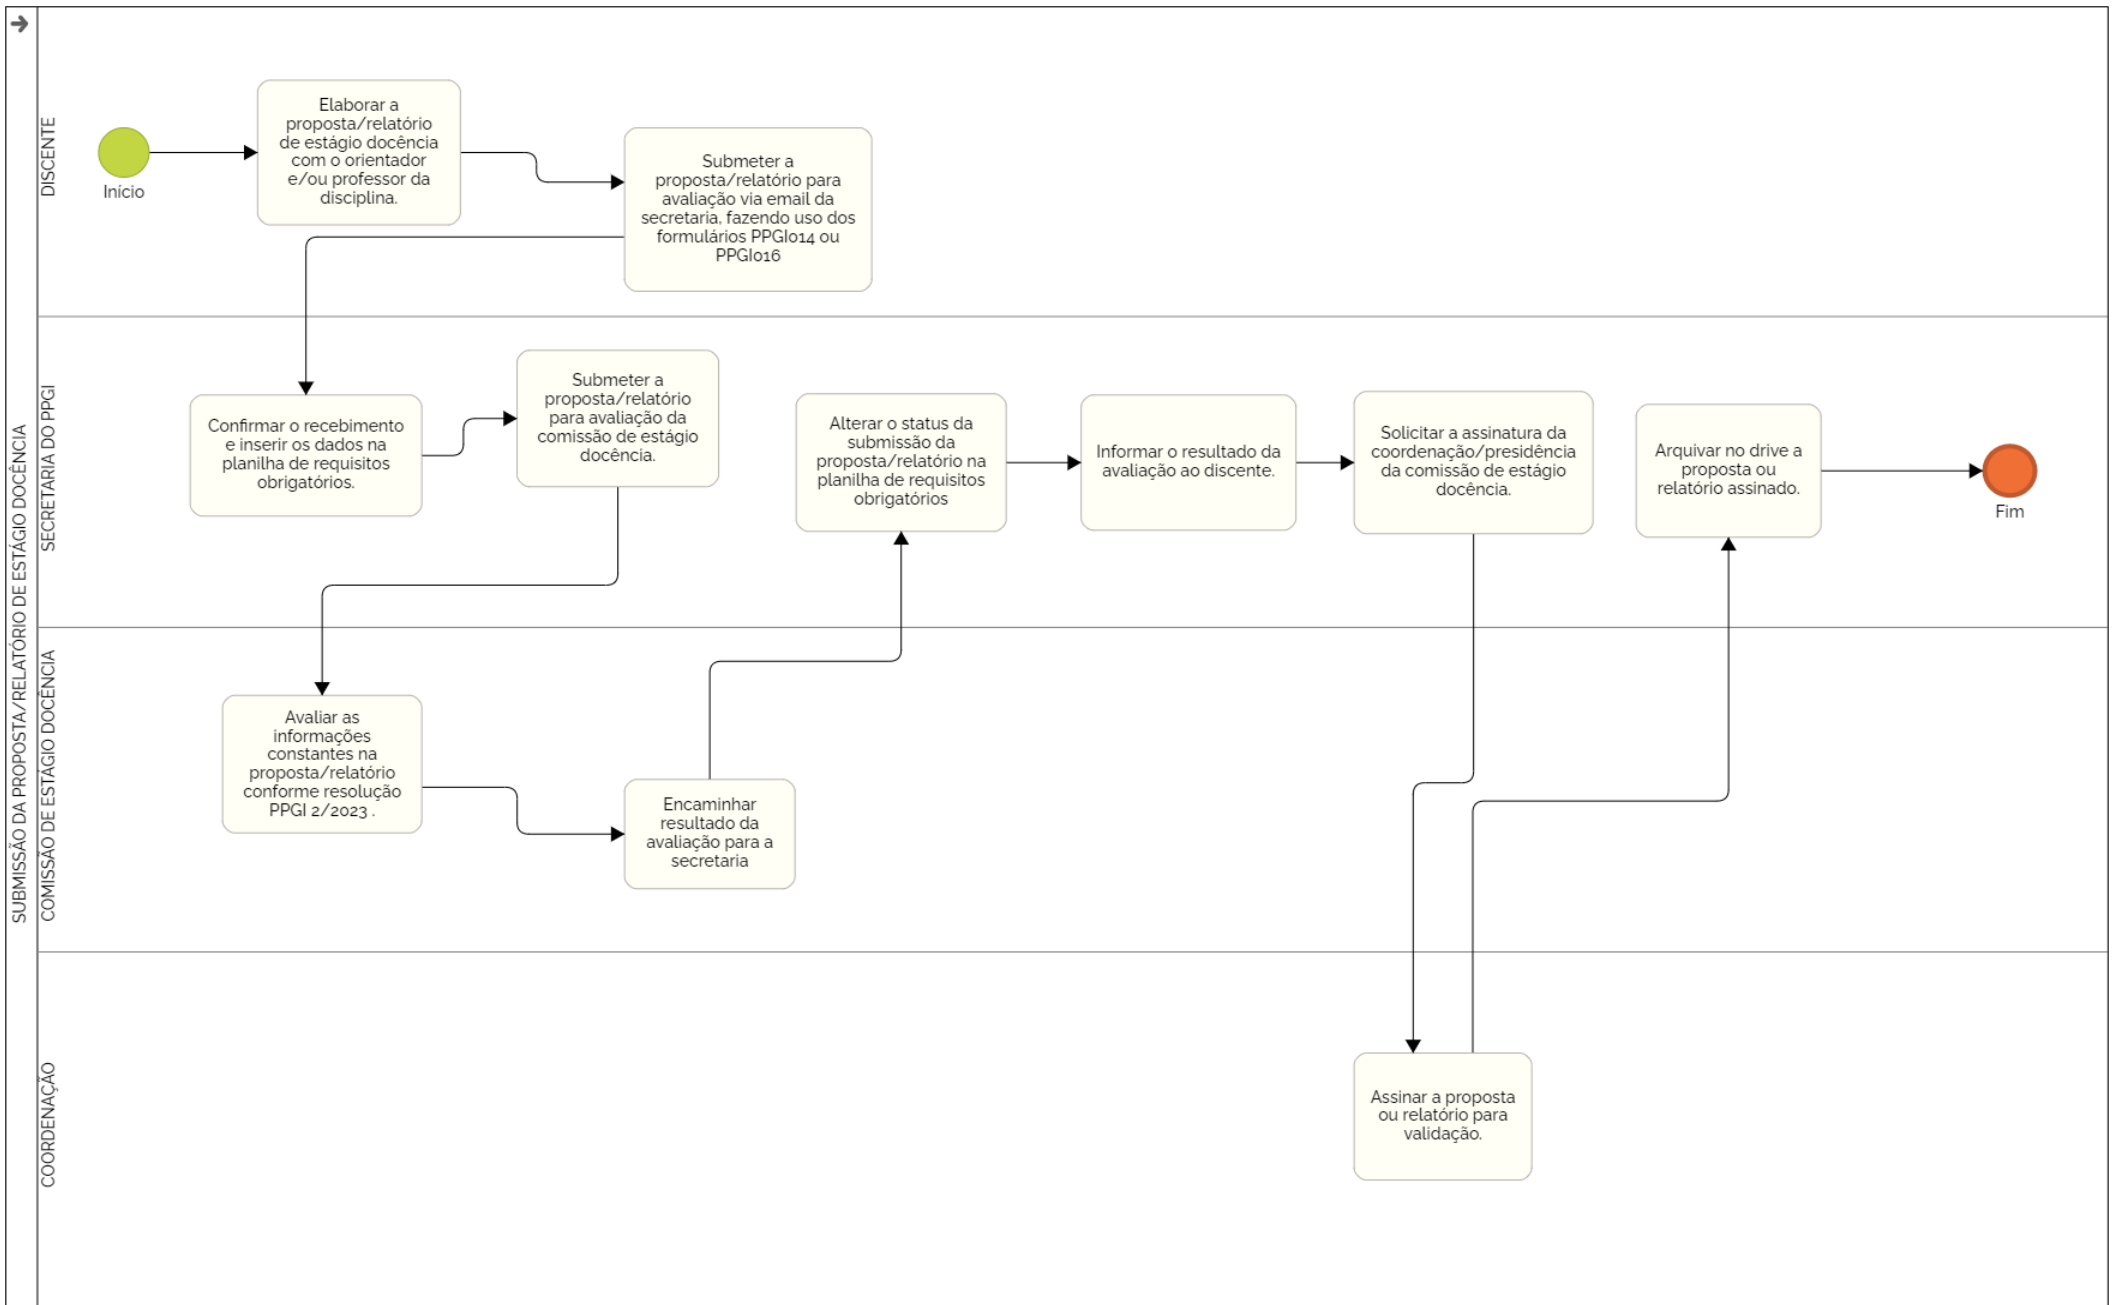 SUBMISSÃO DA PROPOSTA/RELATÓRIO DE ESTÁGIO DOCÊNCIA
DISCENTE
Início
Elaborar a
proposta/relatório
de estágio docência
com o orientador
e/ou professor da
disciplina.
Submeter a
proposta/relatório para
avaliação via email da
secretaria, fazendo uso dos
formulários PPGI014 ou
PPGI016
SECRETARIA DO PPGI
Confirmar o recebimento
e inserir os dados na
planilha de requisitos
obrigatórios.
Submeter a
proposta/relatório
para avaliação da
comissão de estágio
docência.
Alterar o status da
submissão da
proposta/relatório na
planilha de requisitos
obrigatórios
Informar o resultado da
avaliação ao discente.
Solicitar a assinatura da
coordenação/presidência
da comissão de estágio
docência.
Arquivar no drive a
proposta ou
relatório assinado.
Fim
COMISSÃO DE ESTÁGIO DOCÊNCIA
Avaliar as
informações
constantes na
proposta/relatório
conforme resolução
PPGI 2/2023 .
Encaminhar
resultado da
avaliação para a
secretaria
COORDENAÇÃO
Assinar a proposta
ou relatório para
validação.